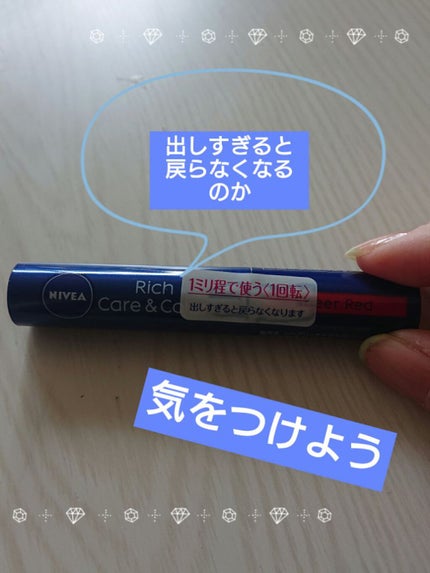 出しすぎると
戻らなくなる
のか
NIVEA
Rich
Care & Co
1ミリ程で使う〈1回転〉
出しすぎると戻らなくなります
eer Red
気をつけよう